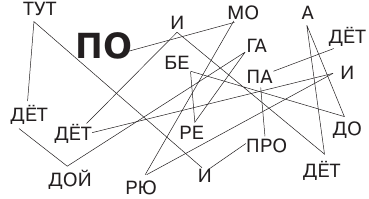 ТУТ И МО А
ПО ГА ДЁТ
БЕ ПА И
ДЁТ ДЁТ РЕ ПРО ДО
ДОЙ РЮ И ДЁТ